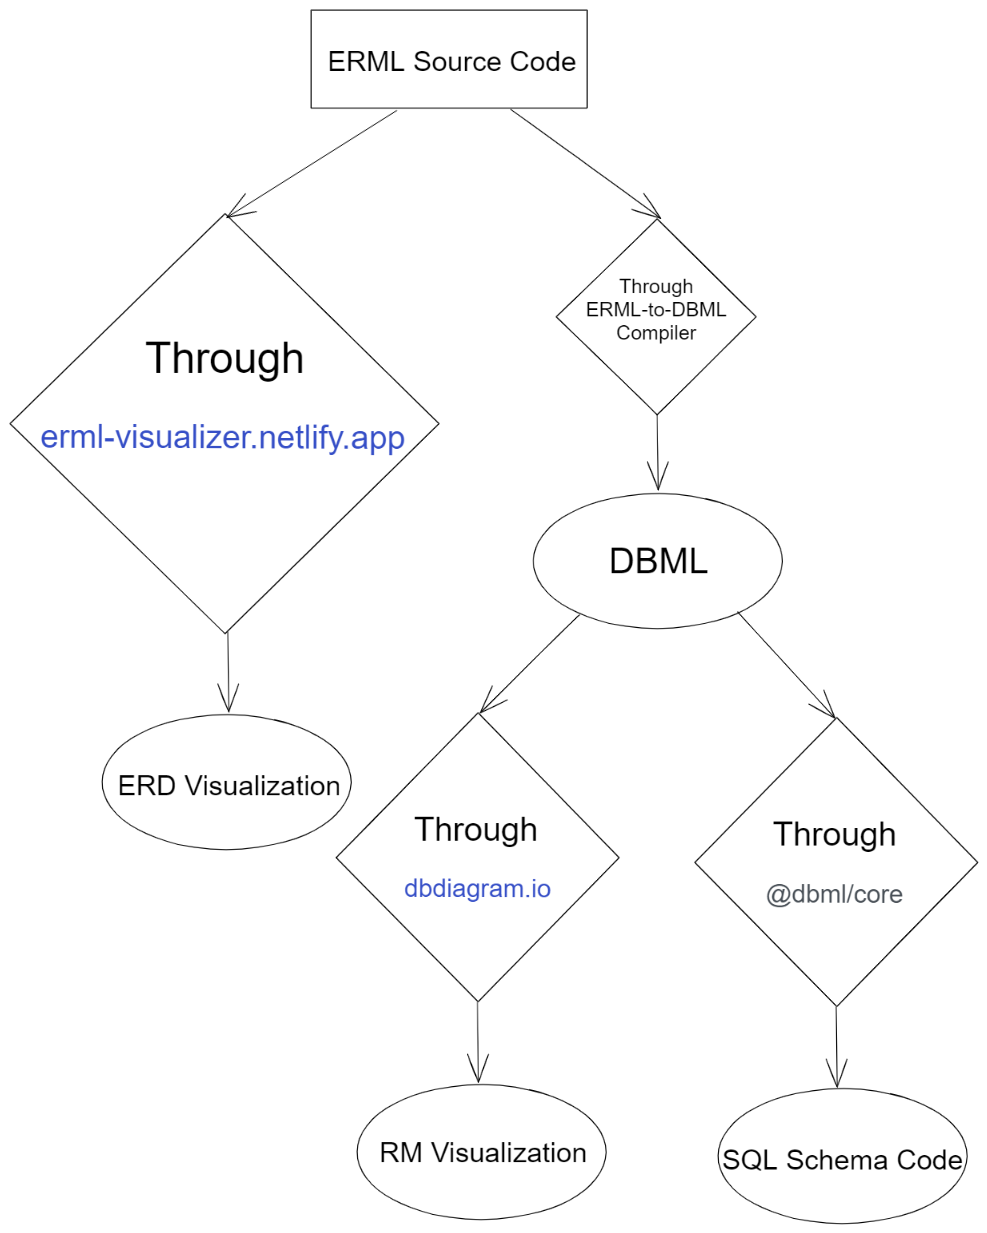 ERML Source Code
Through
ERML-to-DBML
Compiler
Through
erml-visualizer.netlify.app
DBML
ERD Visualization
Through
dbdiagram.io
Through
@dbml/core
RM Visualization
SQL Schema Code